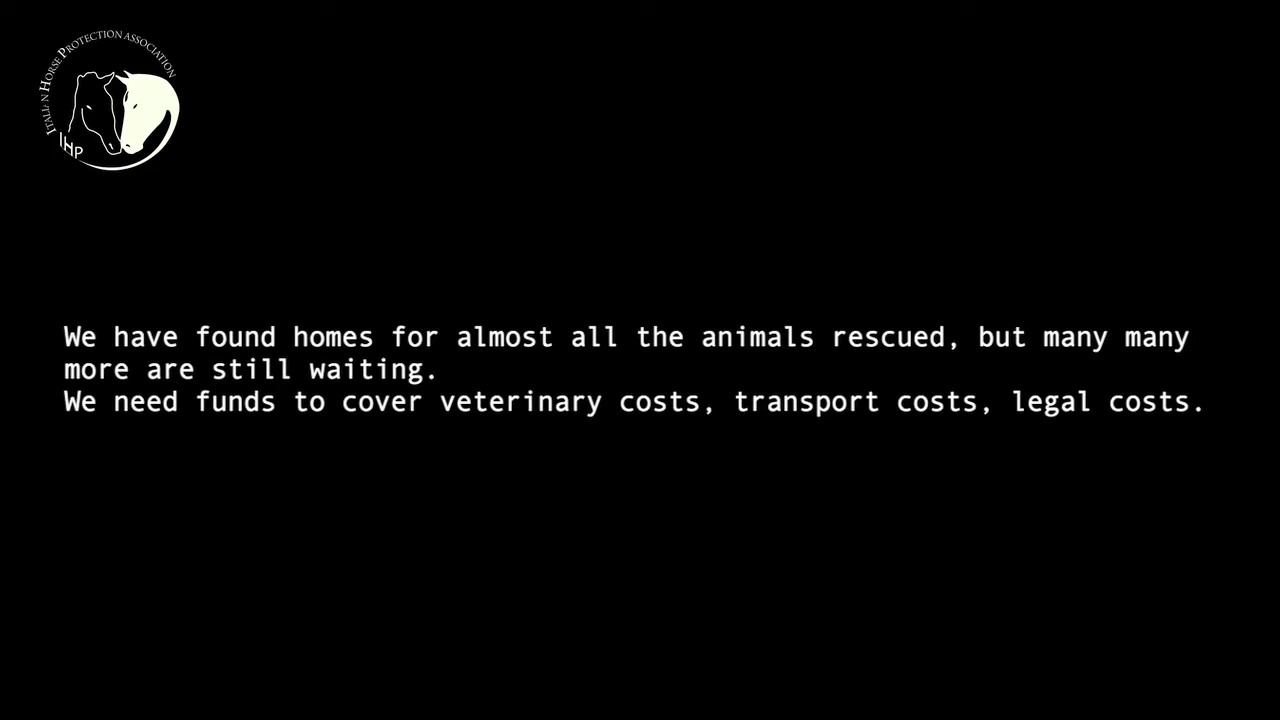 ITALIAN HORSE PROTECTION ASSOCIATION
IHP
We have found homes for almost all the animals rescued, but many many
more are still waiting.
We need funds to cover veterinary costs, transport costs, legal costs.